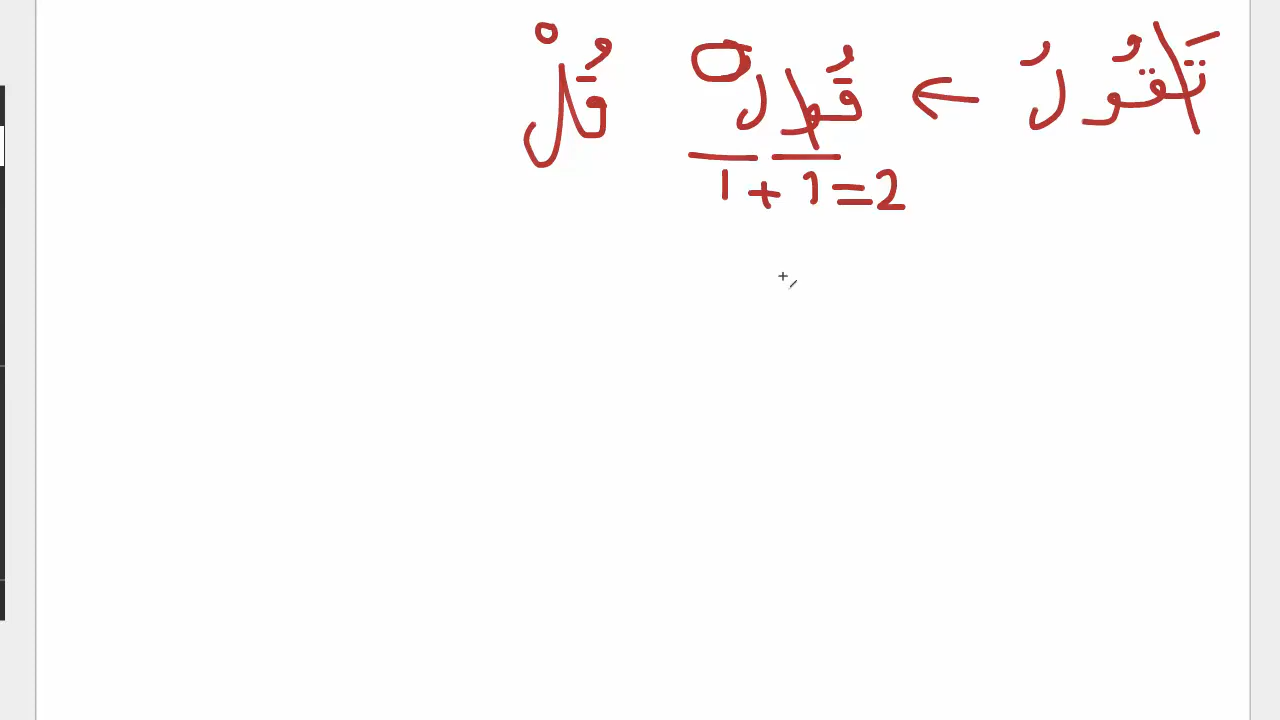 تَقُولُ ← قُولْ قُلْ
1 + 1 = 2